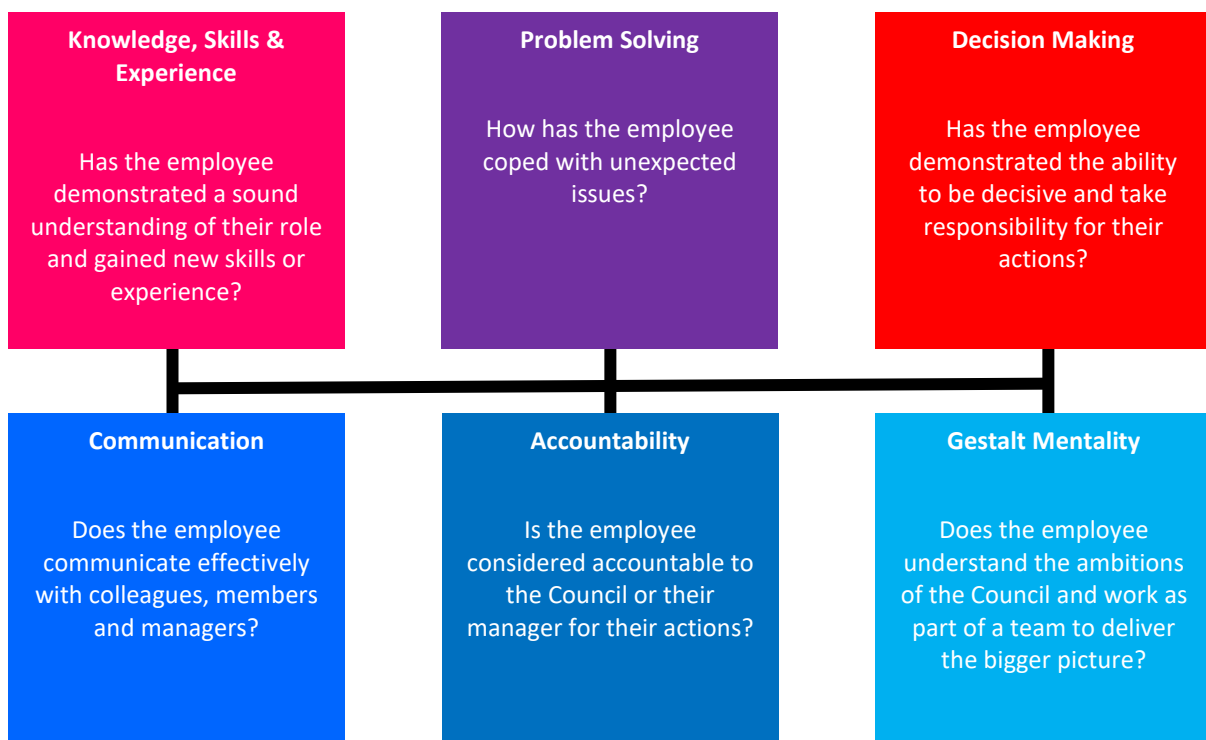 Knowledge, Skills &
Experience
Has the employee
demonstrated a sound
understanding of their role
and gained new skills or
experience?
Problem Solving
How has the employee
coped with unexpected
issues?
Decision Making
Has the employee
demonstrated the ability
to be decisive and take
responsibility for their
actions?
Communication
Does the employee
communicate effectively
with colleagues, members
and managers?
Accountability
Is the employee
considered accountable to
the Council or their
manager for their actions?
Gestalt Mentality
Does the employee
understand the ambitions
of the Council and work as
part of a team to deliver
the bigger picture?